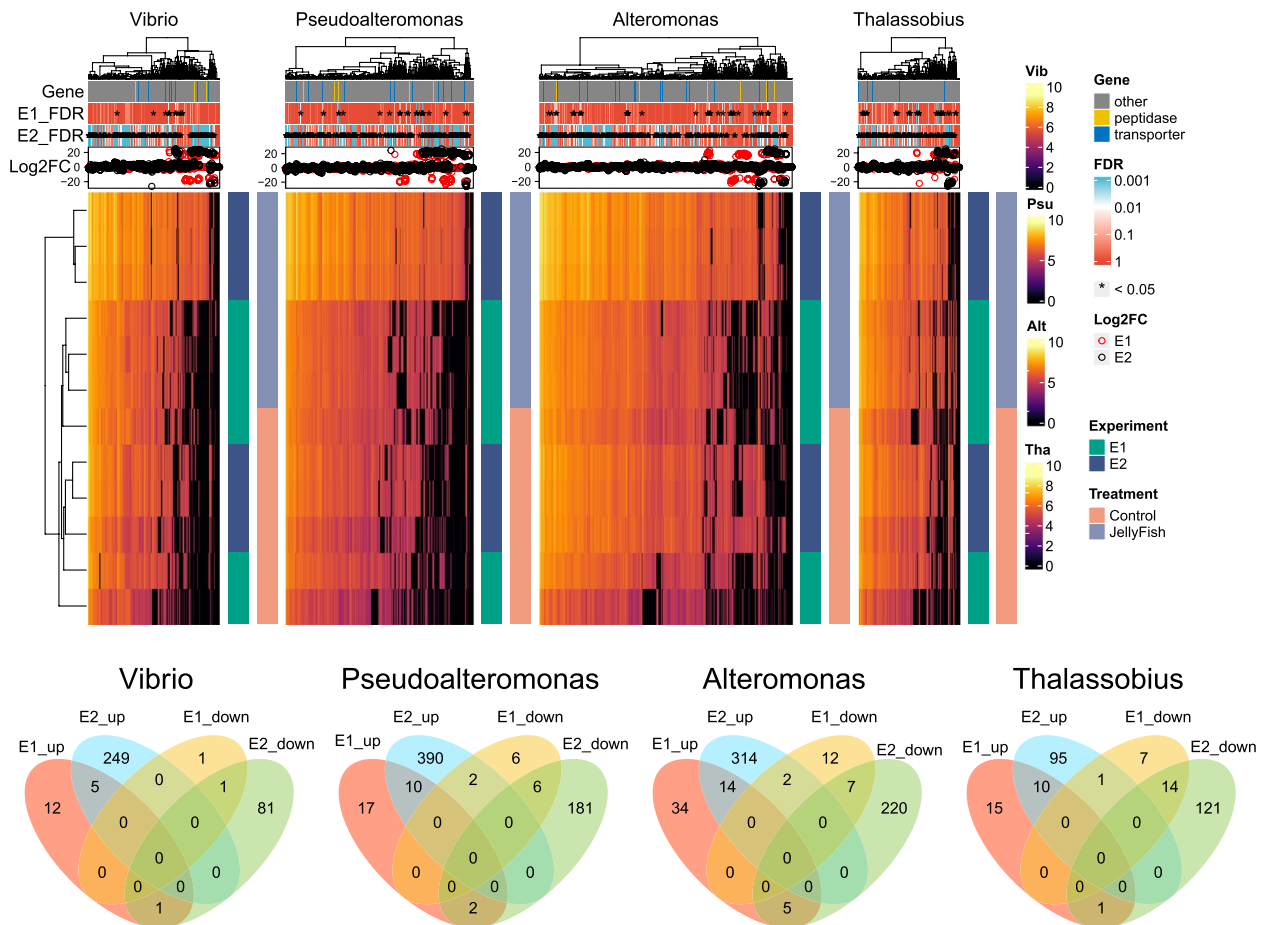 Vibrio Pseudoalteromonas Alteromonas Thalassobius
Gene
E1_FDR
E2_FDR
Log2FC
20
0
−20
20
0
−20
20
0
−20
20
0
−20
Vib
10
8
6
4
2
0
Psu
10
5
0
Alt
10
5
0
Tha
10
8
6
4
2
0
Gene
other
peptidase
transporter
FDR
0.001
0.01
0.1
1
* < 0.05
Log2FC
E1
E2
Experiment
E1
E2
Treatment
Control
JellyFish
Vibrio
E2_up E1_down
E1_up E2_down
249 1
5 0 1
12 81
0 0
0
0 0
0 0
1
Pseudoalteromonas
E2_up E1_down
E1_up E2_down
390 6
10 2 6
17 181
0 0
0
0 0
0 0
2
Alteromonas
E2_up E1_down
E1_up E2_down
314 12
14 2 7
34 220
0 0
0
0 0
0 0
5
Thalassobius
E2_up E1_down
E1_up E2_down
95 7
10 1 14
15 121
0 0
0
0 0
0 0
1